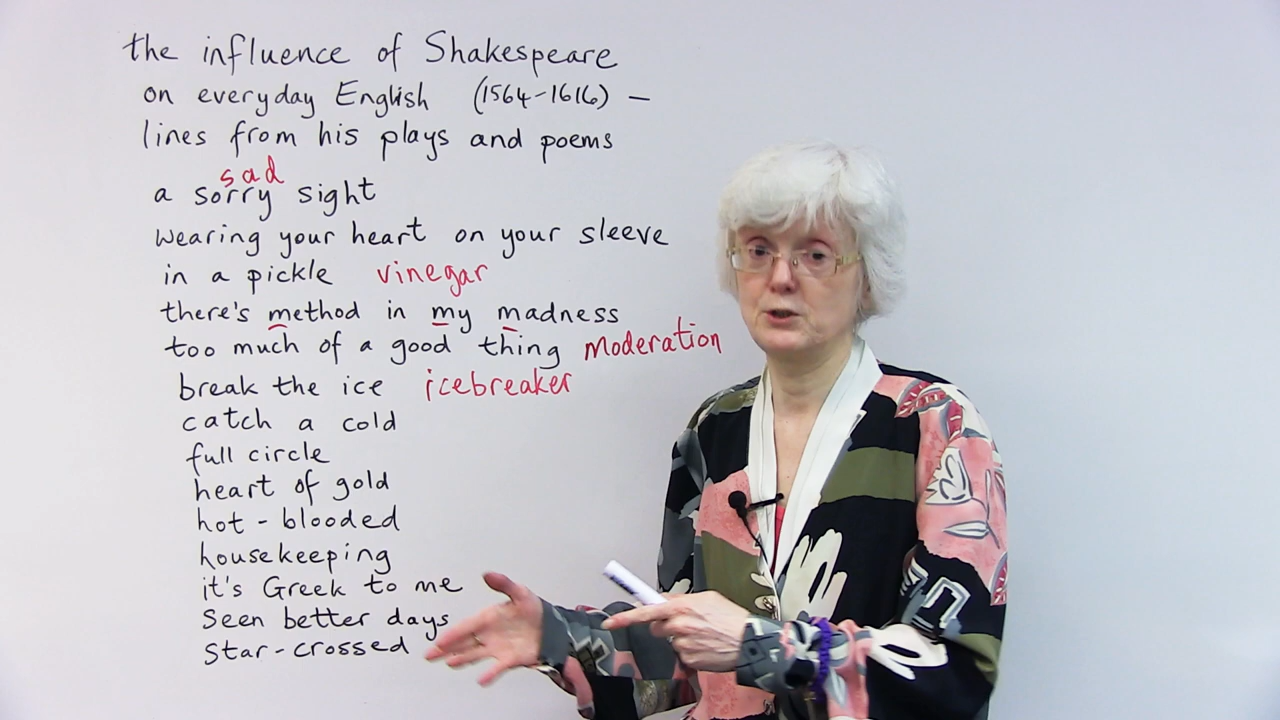 the influence of Shakespeare
on everyday English (1564-1616) –
lines from his plays and poems
sad
a sorry sight
wearing your heart on your sleeve
in a pickle vinegar
there's method in my madness
too much of a good thing moderation
break the ice icebreaker
catch a cold
full circle
heart of gold
hot-blooded
housekeeping
it's Greek to me
seen better days
star-crossed